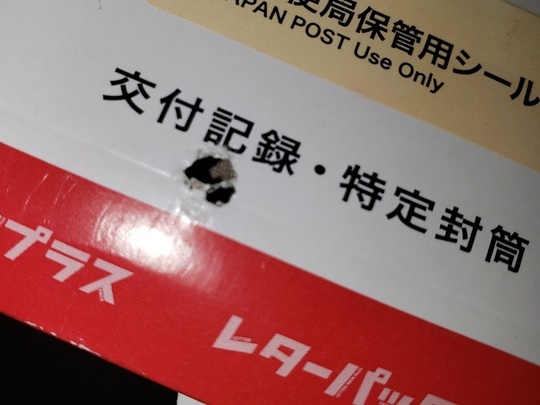 便局保管用シール
JAPAN POST Use Only
交付記録・特定封筒
プラス
レターパック